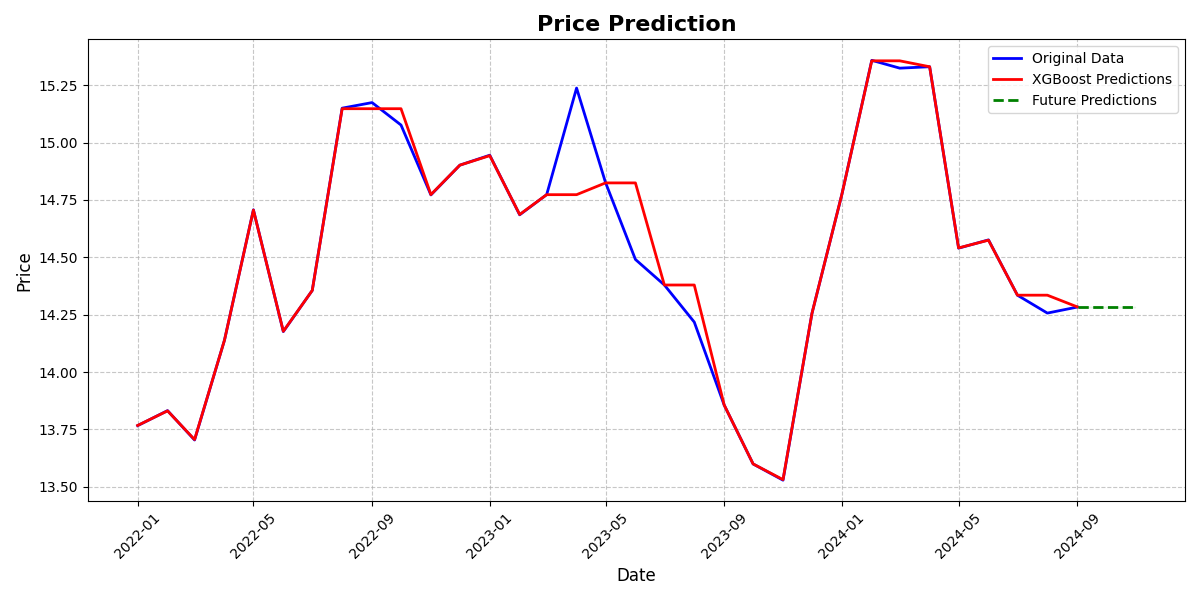 Price Prediction
Original Data
XGBoost Predictions
Future Predictions
Price
15.25
15.00
14.75
14.50
14.25
14.00
13.75
13.50
2022-01
2022-05
2022-09
2023-01
2023-05
2023-09
2024-01
2024-05
2024-09
Date